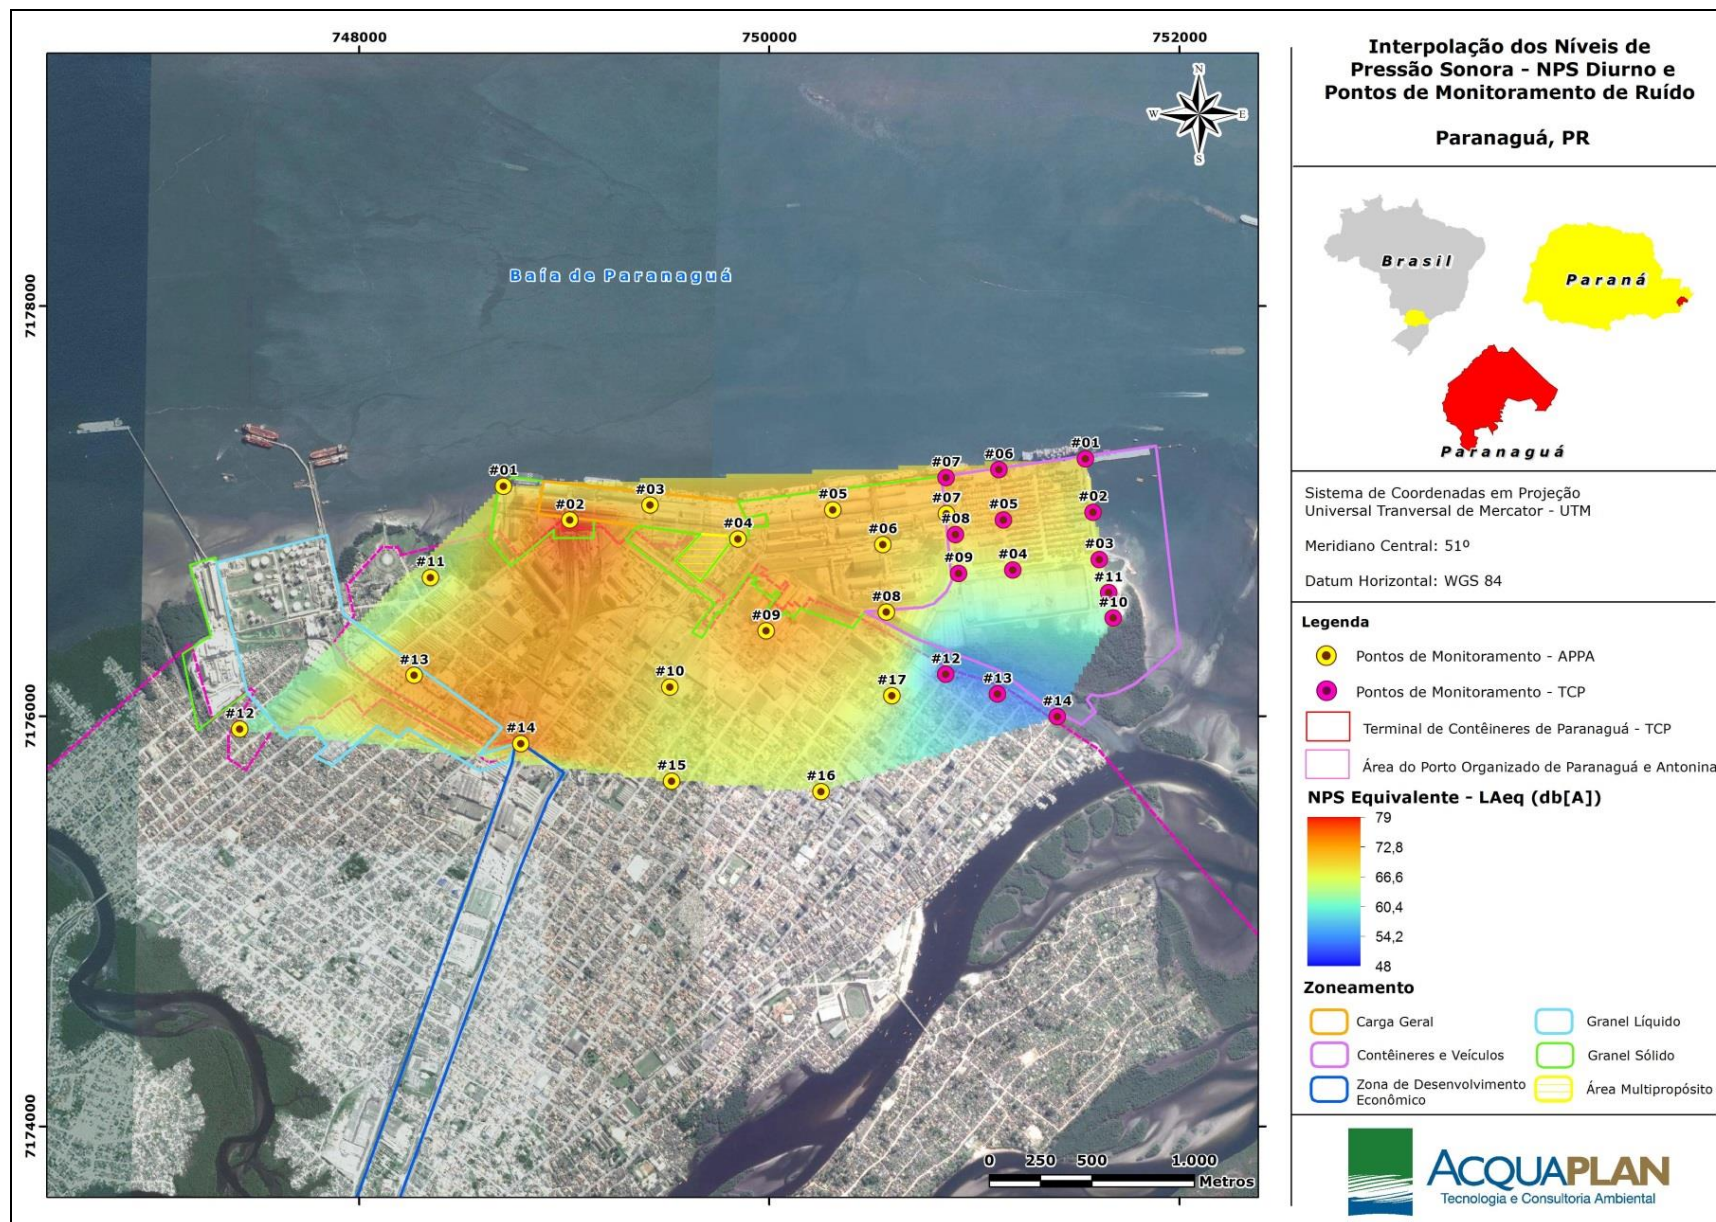 748000
750000
752000
7178000
7176000
7174000
N
W
E
S
Baía de Paranaguá
#01
#02
#03
#04
#05
#06
#07
#08
#09
#10
#11
#12
#13
#14
#15
#16
#17
#01
#02
#03
#04
#05
#06
#07
#08
#09
#10
#11
#12
#13
#14
0 250 500 1.000
Metros
Interpolação dos Níveis de
Pressão Sonora - NPS Diurno e
Pontos de Monitoramento de Ruído
Paranaguá, PR
Brasil
Paraná
Paranaguá
Sistema de Coordenadas em Projeção
Universal Tranversal de Mercator - UTM
Meridiano Central: 51º
Datum Horizontal: WGS 84
Legenda
Pontos de Monitoramento - APPA
Pontos de Monitoramento - TCP
Terminal de Contêineres de Paranaguá - TCP
Área do Porto Organizado de Paranaguá e Antonina
NPS Equivalente - LAeq (db[A])
79
72,8
66,6
60,4
54,2
48
Zoneamento
Carga Geral
Granel Líquido
Contêineres e Veículos
Granel Sólido
Zona de Desenvolvimento
Econômico
Área Multipropósito
ACQUAPLAN
Tecnologia e Consultoria Ambiental